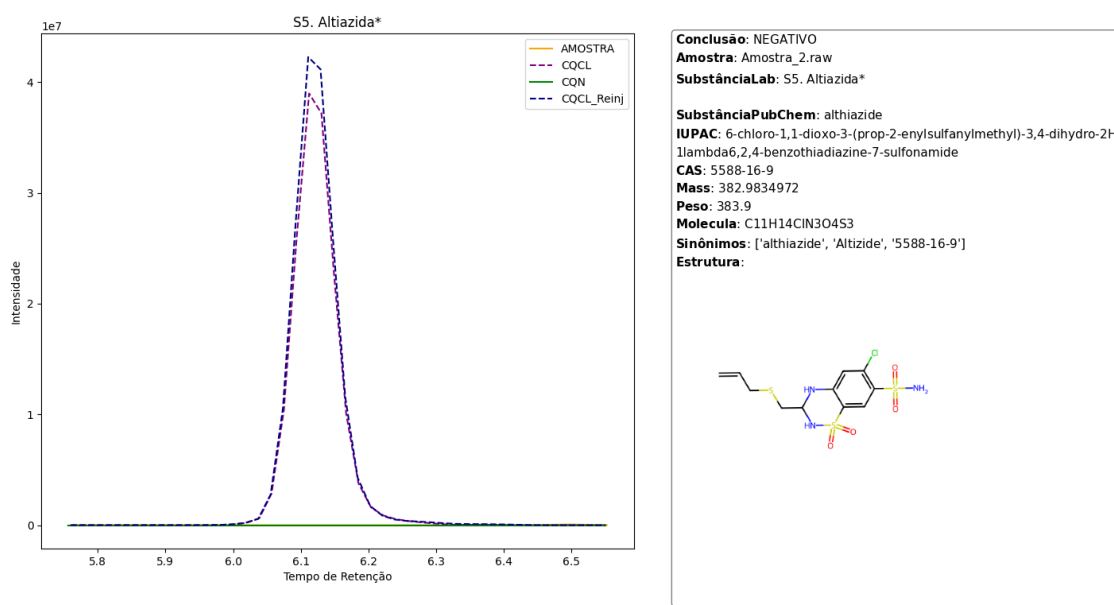 S5. Altiazida*
1e7
AMOSTRA
CQCL
CQN
CQCL_Reinj
4
3
2
1
0
Intensidade
5.8 5.9 6.0 6.1 6.2 6.3 6.4 6.5
Tempo de Retenção
Conclusão: NEGATIVO
Amostra: Amostra_2.raw
SubstânciaLab: S5. Altiazida*
SubstânciaPubChem: althiazide
IUPAC: 6-chloro-1,1-dioxo-3-(prop-2-enylsulfanylmethyl)-3,4-dihydro-2H
1lambda6,2,4-benzothiadiazine-7-sulfonamide
CAS: 5588-16-9
Mass: 382.9834972
Peso: 383.9
Molecula: C11H14ClN3O4S3
Sinônimos: ['althiazide', 'Altizide', '5588-16-9']
Estrutura:
Cl
O
S
HN
S
NH2
O
HN
S
O
O